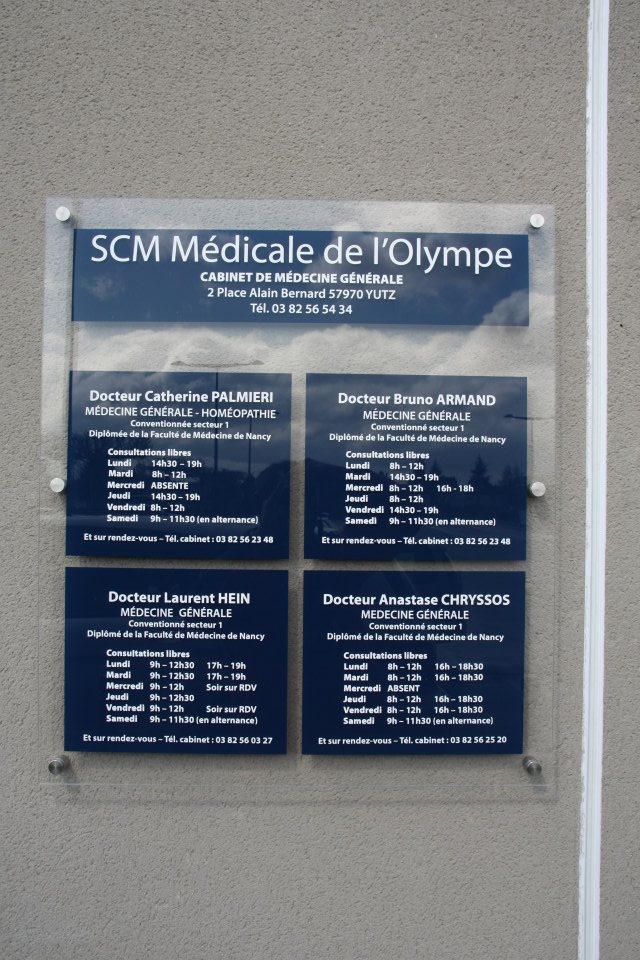 SCM Médicale de l'Olympe
CABINET DE MÉDECINE GÉNÉRALE
2 Place Alain Bernard 57970 YUTZ
Tél. 03 82 56 54 34
Docteur Catherine PALMIERI
MÉDECINE GÉNÉRALE - HOMÉOPATHIE
Conventionnée secteur 1
Diplômée de la Faculté de Médecine de Nancy
Consultations libres
Lundi 14h30 – 19h
Mardi 8h – 12h
Mercredi ABSENTE
Jeudi 14h30 – 19h
Vendredi 8h – 12h
Samedi 9h – 11h30 (en alternance)
Et sur rendez-vous – Tél. cabinet : 03 82 56 23 48
Docteur Bruno ARMAND
MÉDECINE GÉNÉRALE
Conventionné secteur 1
Diplômé de la Faculté de Médecine de Nancy
Consultations libres
Lundi 8h – 12h
Mardi 14h30 – 19h
Mercredi 8h – 12h 16h - 18h
Jeudi 8h – 12h
Vendredi 14h30 – 19h
Samedi 9h – 11h30 (en alternance)
Et sur rendez-vous – Tél. cabinet : 03 82 56 23 48
Docteur Laurent HEIN
MÉDECINE GÉNÉRALE
Conventionné secteur 1
Diplômé de la Faculté de Médecine de Nancy
Consultations libres
Lundi 9h – 12h30 17h – 19h
Mardi 9h – 12h30 17h – 19h
Mercredi 9h – 12h Soir sur RDV
Jeudi 9h – 12h30
Vendredi 9h – 12h Soir sur RDV
Samedi 9h – 11h30 (en alternance)
Et sur rendez-vous – Tél. cabinet : 03 82 56 03 27
Docteur Anastase CHRYSSOS
MEDECINE GÉNÉRALE
Conventionné secteur 1
Diplômé de la Faculté de Médecine de Nancy
Consultations libres
Lundi 8h – 12h 16h – 18h30
Mardi 8h – 12h 16h – 18h30
Mercredi ABSENT
Jeudi 8h – 12h 16h – 18h30
Vendredi 8h – 12h 16h – 18h30
Samedi 9h – 11h30 (en alternance)
Et sur rendez-vous – Tél. cabinet : 03 82 56 25 20